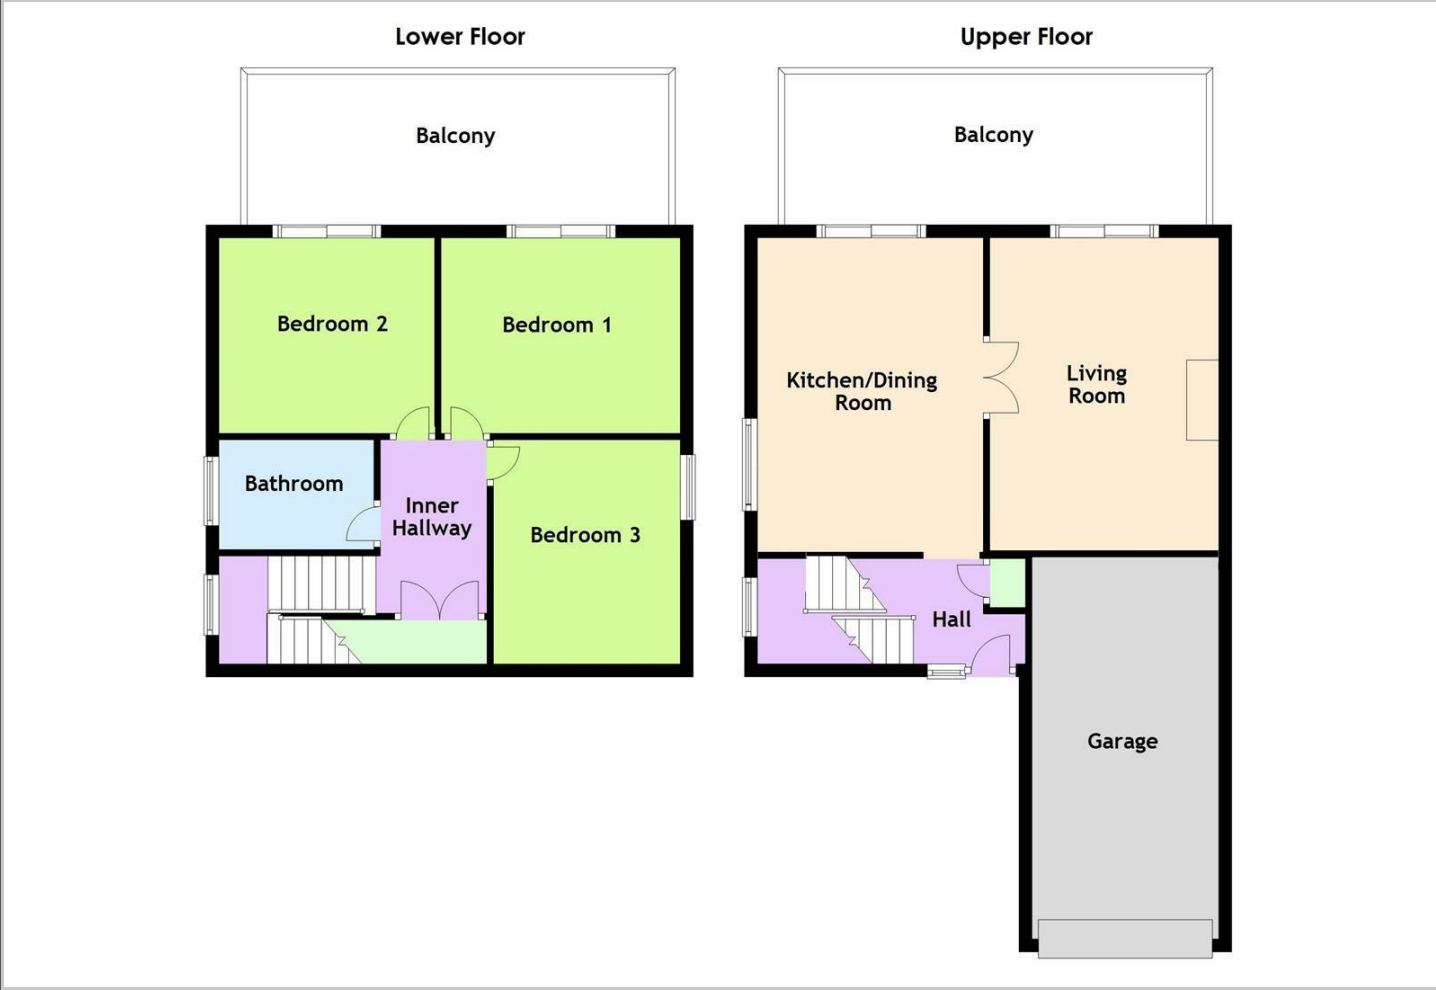 Lower Floor
Balcony
Bedroom 2
Bedroom 1
Bathroom
Inner
Hallway
Bedroom 3
Upper Floor
Balcony
Kitchen/Dining
Room
Living
Room
Hall
Garage